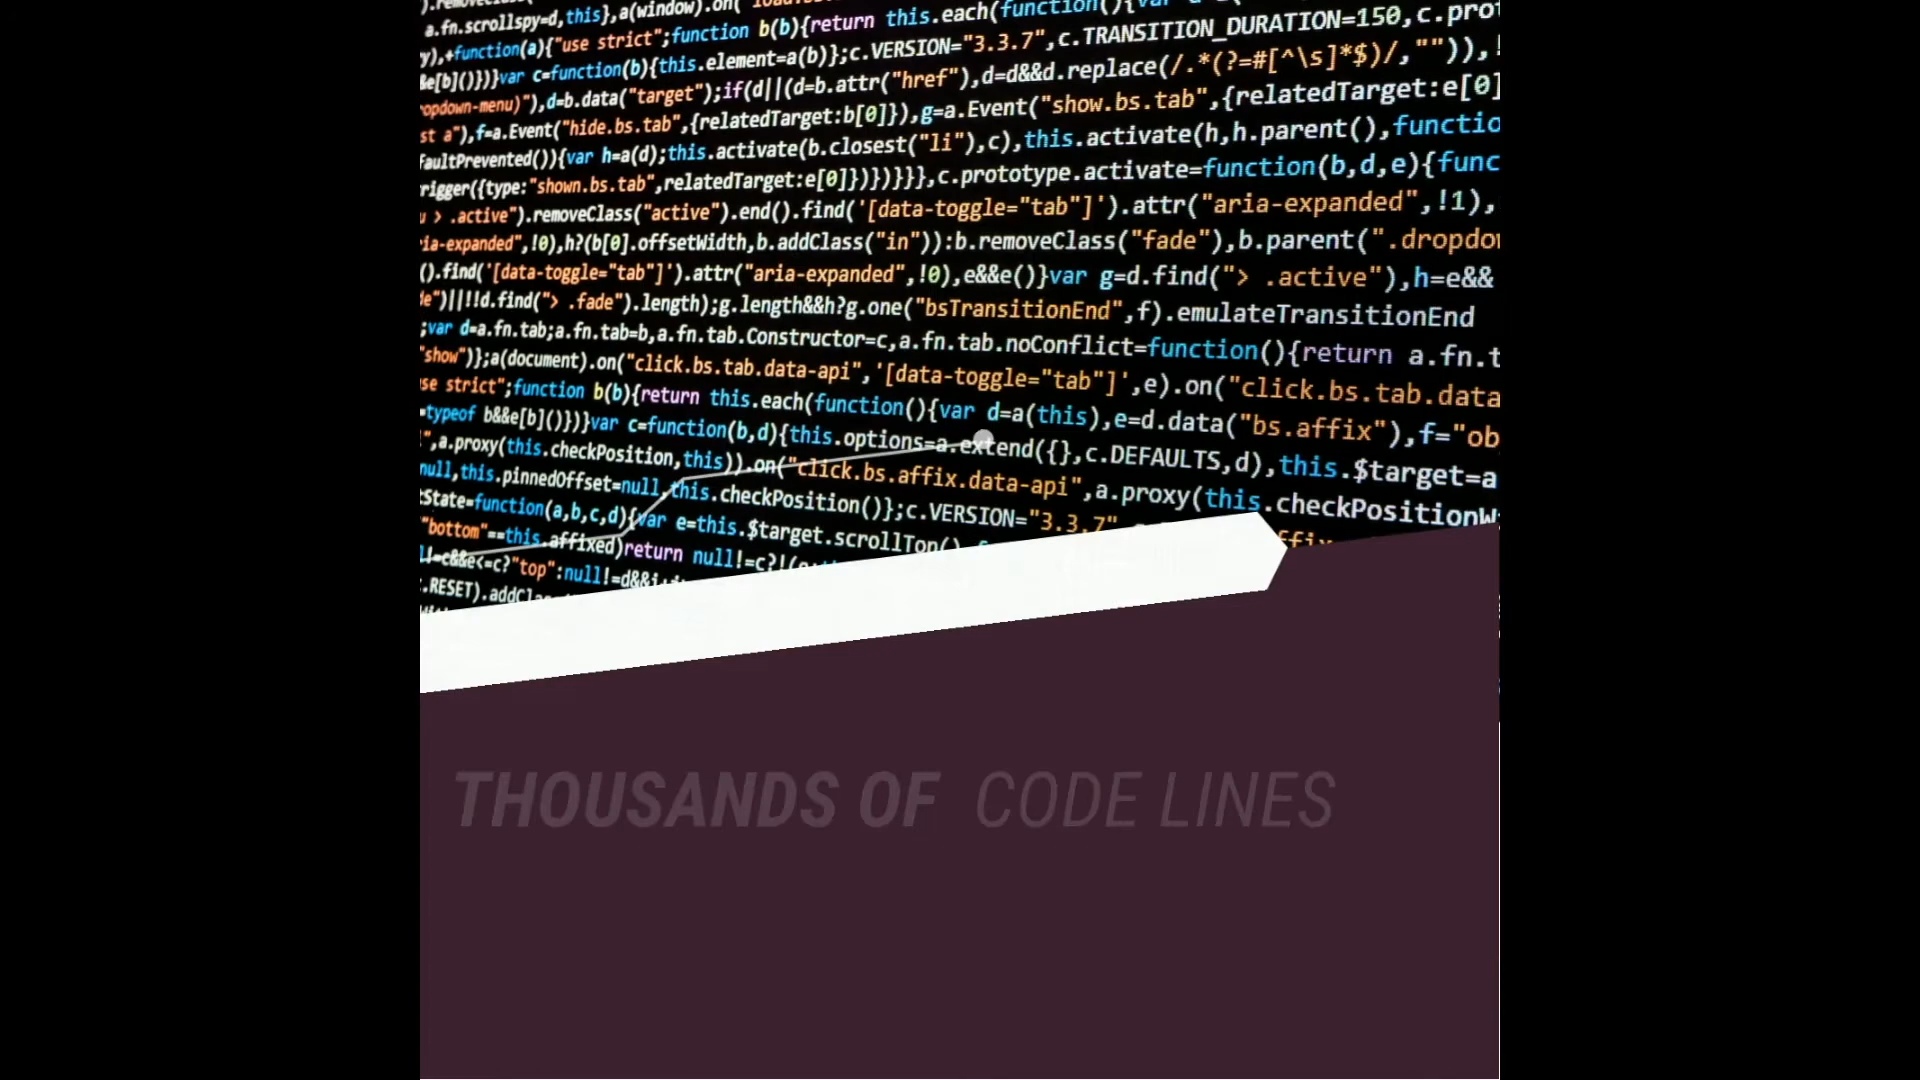 a.fn.scrollspy=d,this},a(window).on(
y),+function(a){"use strict";function b(b){return this.each(function(){var
&e[b]()})}var c=function(b){this.element=a(b)};c.VERSION="3.3.7",c.TRANSITION_DURATION=150,c.prot
opdown-menu)"),d=b.data("target");if(d||(d=b.attr("href"),d=d&&d.replace(/.*(?=#[^\s]*$)/,"")),!
st a"),f=a.Event("hide.bs.tab",{relatedTarget:b[0]}),g=a.Event("show.bs.tab",{relatedTarget:e[0]
faultPrevented()){var h=a(d);this.activate(b.closest("li"),c),this.activate(h,h.parent(),functio
rigger({type:"shown.bs.tab",relatedTarget:e[0]})})}}},c.prototype.activate=function(b,d,e){func
u > .active").removeClass("active").end().find('[data-toggle="tab"]').attr("aria-expanded",!1),
ia-expanded",!0),h?(b[0].offsetWidth,b.addClass("in")):b.removeClass("fade"),b.parent(".dropdo
().find('[data-toggle="tab"]').attr("aria-expanded",!0),e&&e()}var g=d.find("> .active"),h=e&&
de")||!!d.find("> .fade").length);g.length&&h?g.one("bsTransitionEnd",f).emulateTransitionEnd
;var d=a.fn.tab;a.fn.tab=b,a.fn.tab.Constructor=c,a.fn.tab.noConflict=function(){return a.fn.t
"show")};a(document).on("click.bs.tab.data-api",'[data-toggle="tab"]',e).on("click.bs.tab.data
se strict";function b(b){return this.each(function(){var d=a(this),e=d.data("bs.affix"),f="ob
=typeof b&&e[b]()})}var c=function(b,d){this.options=a.extend({},c.DEFAULTS,d),this.$target=a
",a.proxy(this.checkPosition,this)).on("click.bs.affix.data-api",a.proxy(this.checkPositionW
null,this.pinnedOffset=null,this.checkPosition()};c.VERSION="3.3.7"
tState=function(a,b,c,d){var e=this.$target.scrollTop()
"bottom"==this.affixed)return null!=c?!(e+
l!=c&&e<=c?"top":null!=d&&i+j
.RESET).addCla
THOUSANDS OF CODE LINES